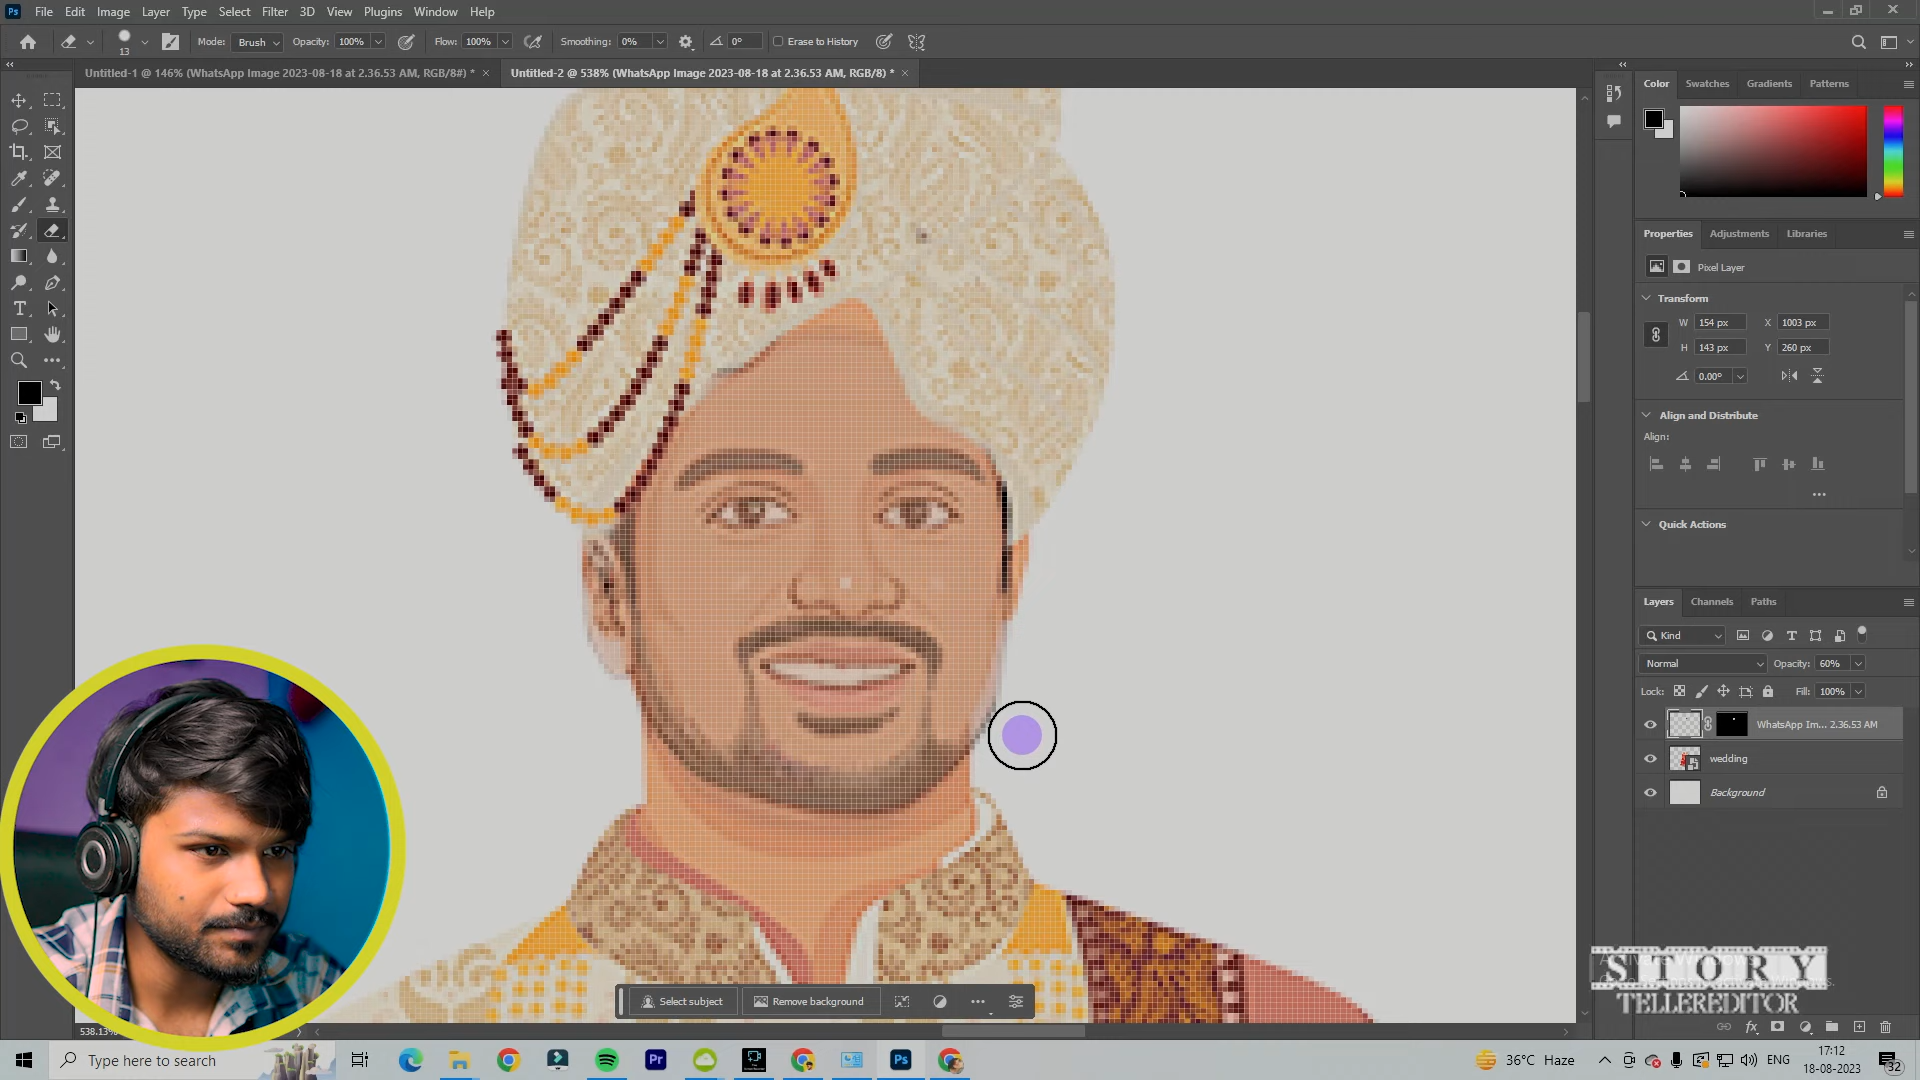 Ps File Edit Image Layer Type Select Filter 3D View Plugins Window Help
13 Mode: Brush Opacity: 100% Flow: 100% Smoothing: 0% 0° Erase to History
Untitled-1 @ 146% (WhatsApp Image 2023-08-18 at 2.36.53 AM, RGB/8#) * × Untitled-2 @ 538% (WhatsApp Image 2023-08-18 at 2.36.53 AM, RGB/8) * ×
Color Swatches Gradients Patterns
Properties Adjustments Libraries
Pixel Layer
Transform
W 154 px X 1003 px
H 143 px Y 260 px
0.00°
Align and Distribute
Align:
Quick Actions
Layers Channels Paths
Kind
Normal Opacity: 60%
Lock: Fill: 100%
WhatsApp Im... 2.36.53 AM
wedding
Background
Select subject Remove background
STORY
TELLEREDITOR
538.13%
Type here to search
Pr Ps
36°C Haze
ENG
17:12
18-08-2023
32